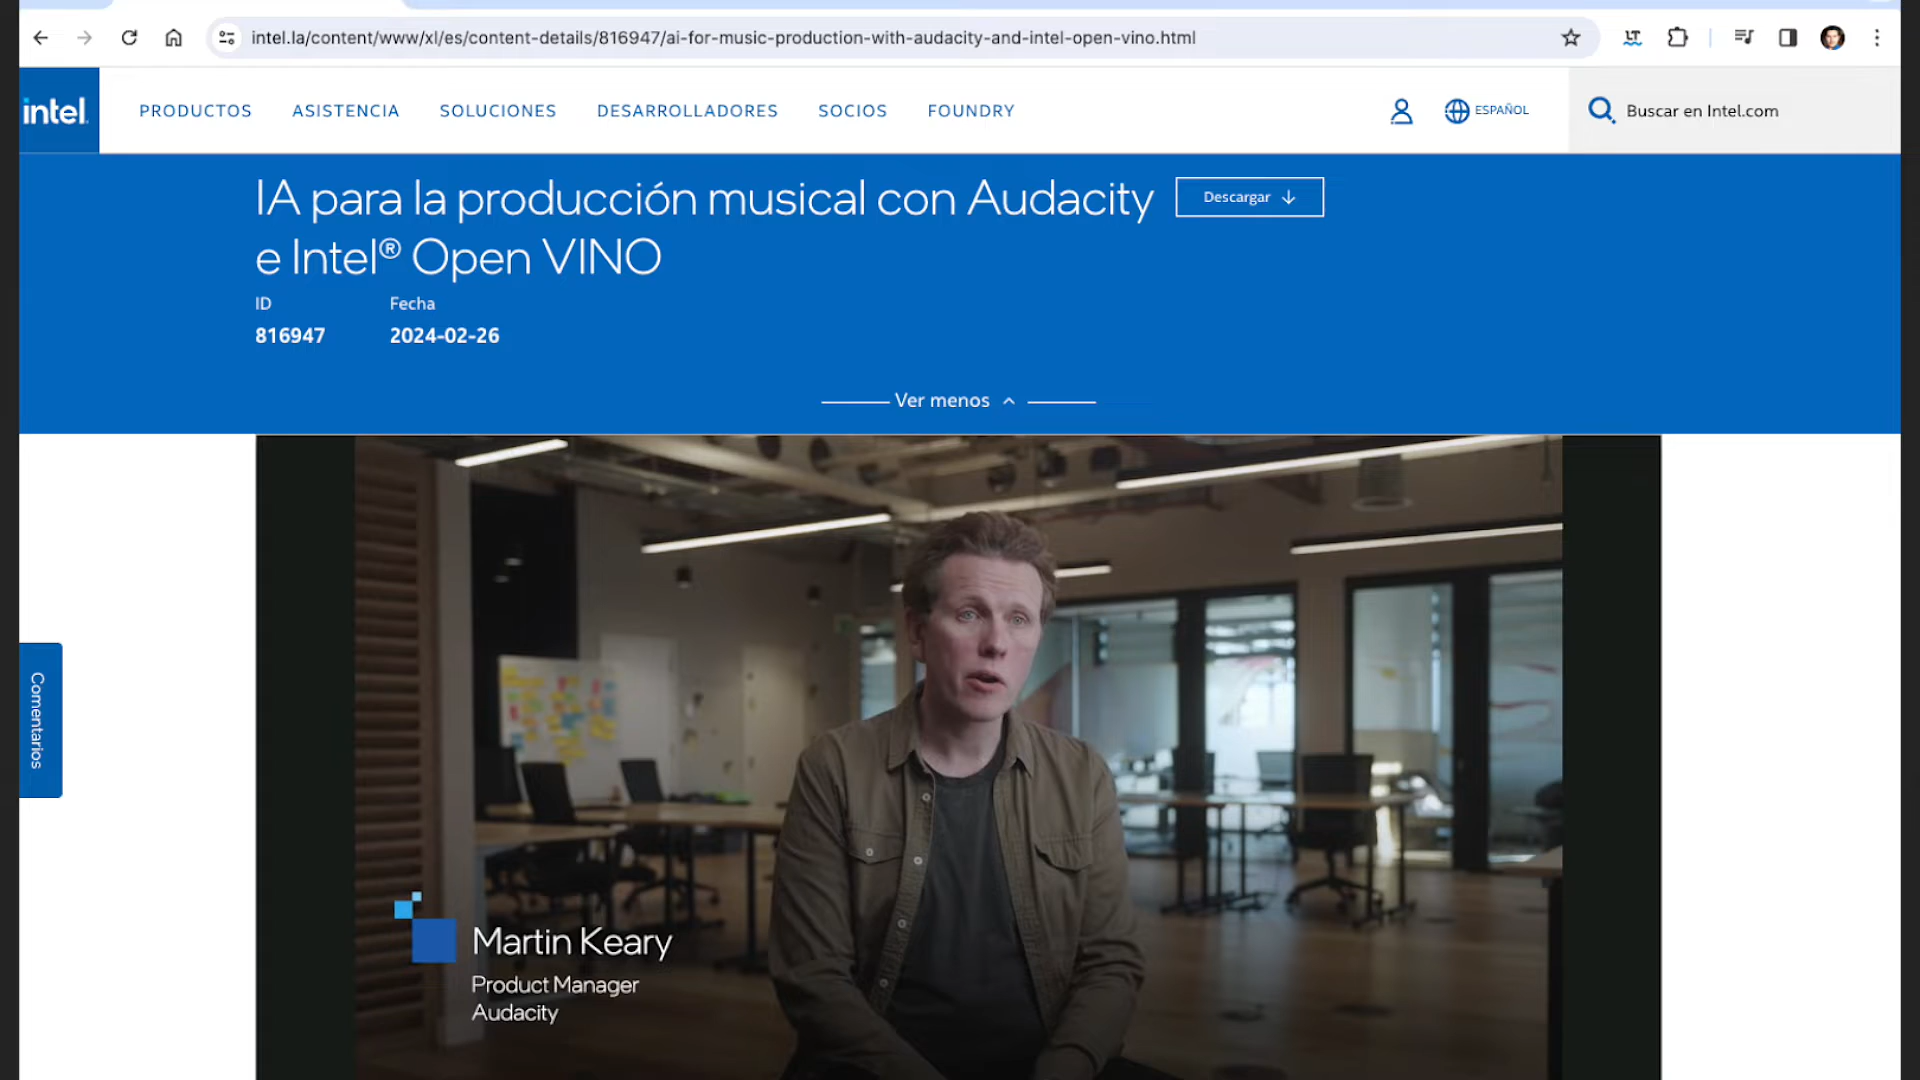 intel.la/content/www/xl/es/content-details/816947/ai-for-music-production-with-audacity-and-intel-open-vino.html
intel.
PRODUCTOS
ASISTENCIA
SOLUCIONES
DESARROLLADORES
SOCIOS
FOUNDRY
ESPAÑOL
Buscar en Intel.com
IA para la producción musical con Audacity
e Intel® Open VINO
Descargar
ID
Fecha
816947
2024-02-26
Ver menos
Comentarios
Martin Keary
Product Manager
Audacity